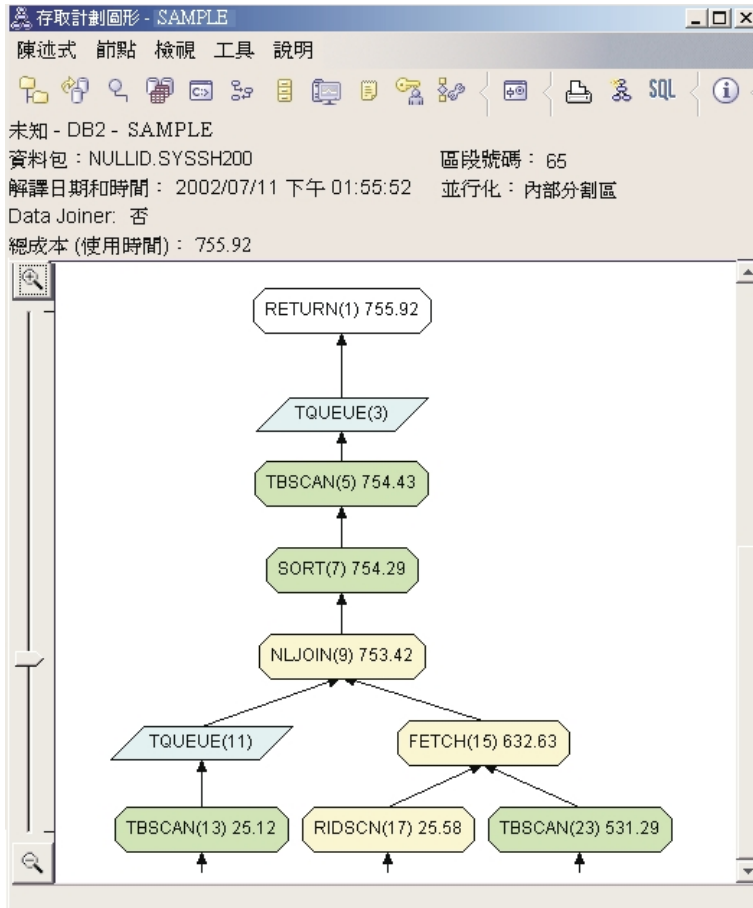 存取計劃圖形 - SAMPLE
陳述式 節點 檢視 工具 說明
SQL
未知 - DB2 - SAMPLE
資料包：NULLID.SYSSH200 區段號碼： 65
解譯日期和時間： 2002/07/11 下午 01:55:52 並行化：內部分割區
Data Joiner: 否
總成本 (使用時間)： 755.92
RETURN(1) 755.92
TQUEUE(3)
TBSCAN(5) 754.43
SORT(7) 754.29
NLJOIN(9) 753.42
TQUEUE(11) FETCH(15) 632.63
TBSCAN(13) 25.12 RIDSCN(17) 25.58 TBSCAN(23) 531.29